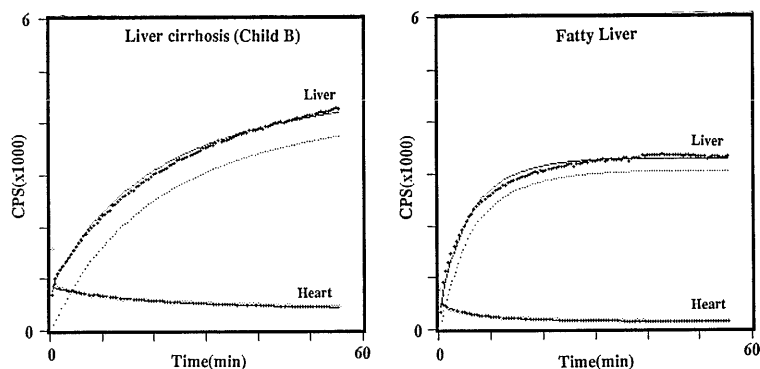 Liver cirrhosis (Child B)
6
CPS(x1000)
Liver
Heart
0
0
Time(min)
60
Fatty Liver
6
CPS(x1000)
Liver
Heart
0
0
Time(min)
60